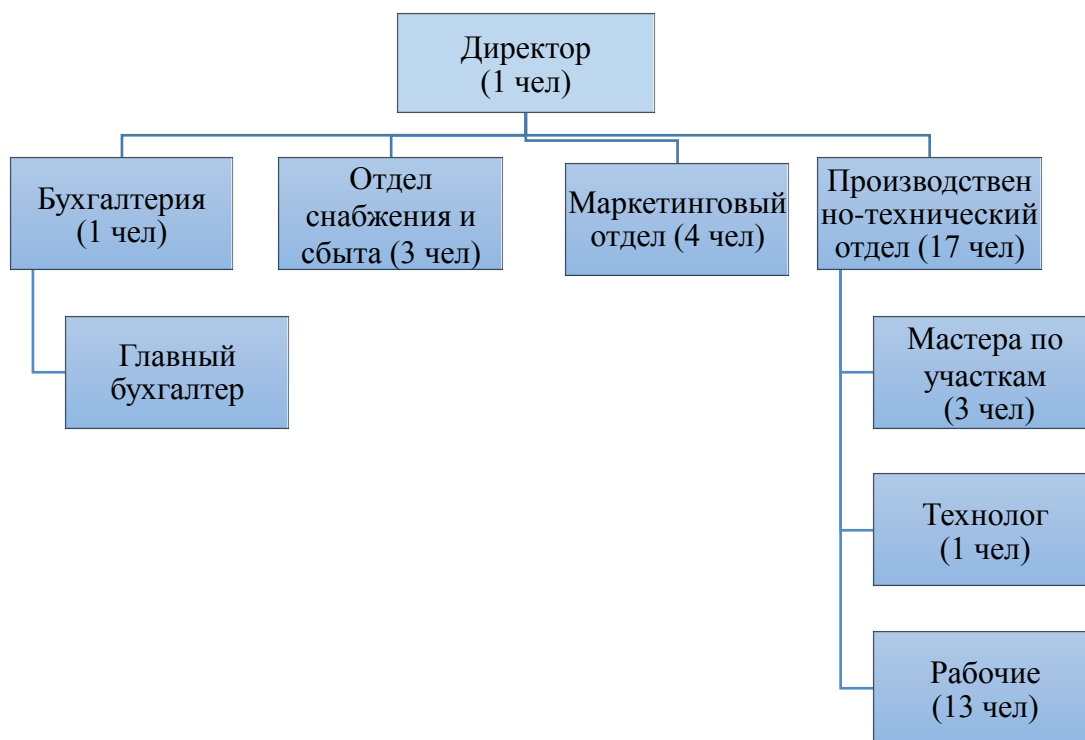 Директор
(1 чел)
Бухгалтерия
(1 чел)
Отдел
снабжения и
сбыта (3 чел)
Маркетинговый
отдел (4 чел)
Производствен
но-технический
отдел (17 чел)
Главный
бухгалтер
Мастера по
участкам
(3 чел)
Технолог
(1 чел)
Рабочие
(13 чел)